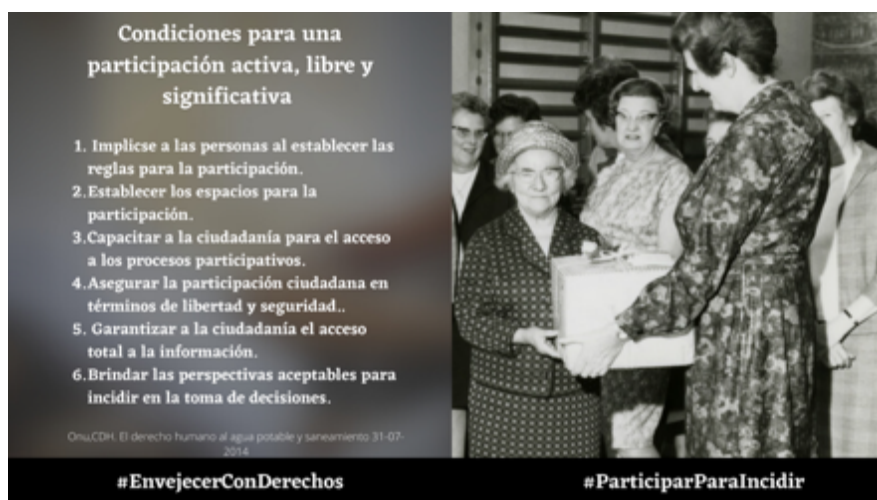 Condiciones para una
participación activa, libre y
significativa
1. Implicse a las personas al establecer las
reglas para la participación.
2.Establecer los espacios para la
participación.
3.Capacitar a la ciudadanía para el acceso
a los procesos participativos.
4.Asegurar la participación ciudadana en
términos de libertad y seguridad..
5. Garantizar a la ciudadanía el acceso
total a la información.
6.Brindar las perspectivas aceptables para
incidir en la toma de decisiones.
Onu,CDH. El derecho humano al agua potable y saneamiento 31-07-
2014
#EnvejecerConDerechos
#ParticiparParaIncidir